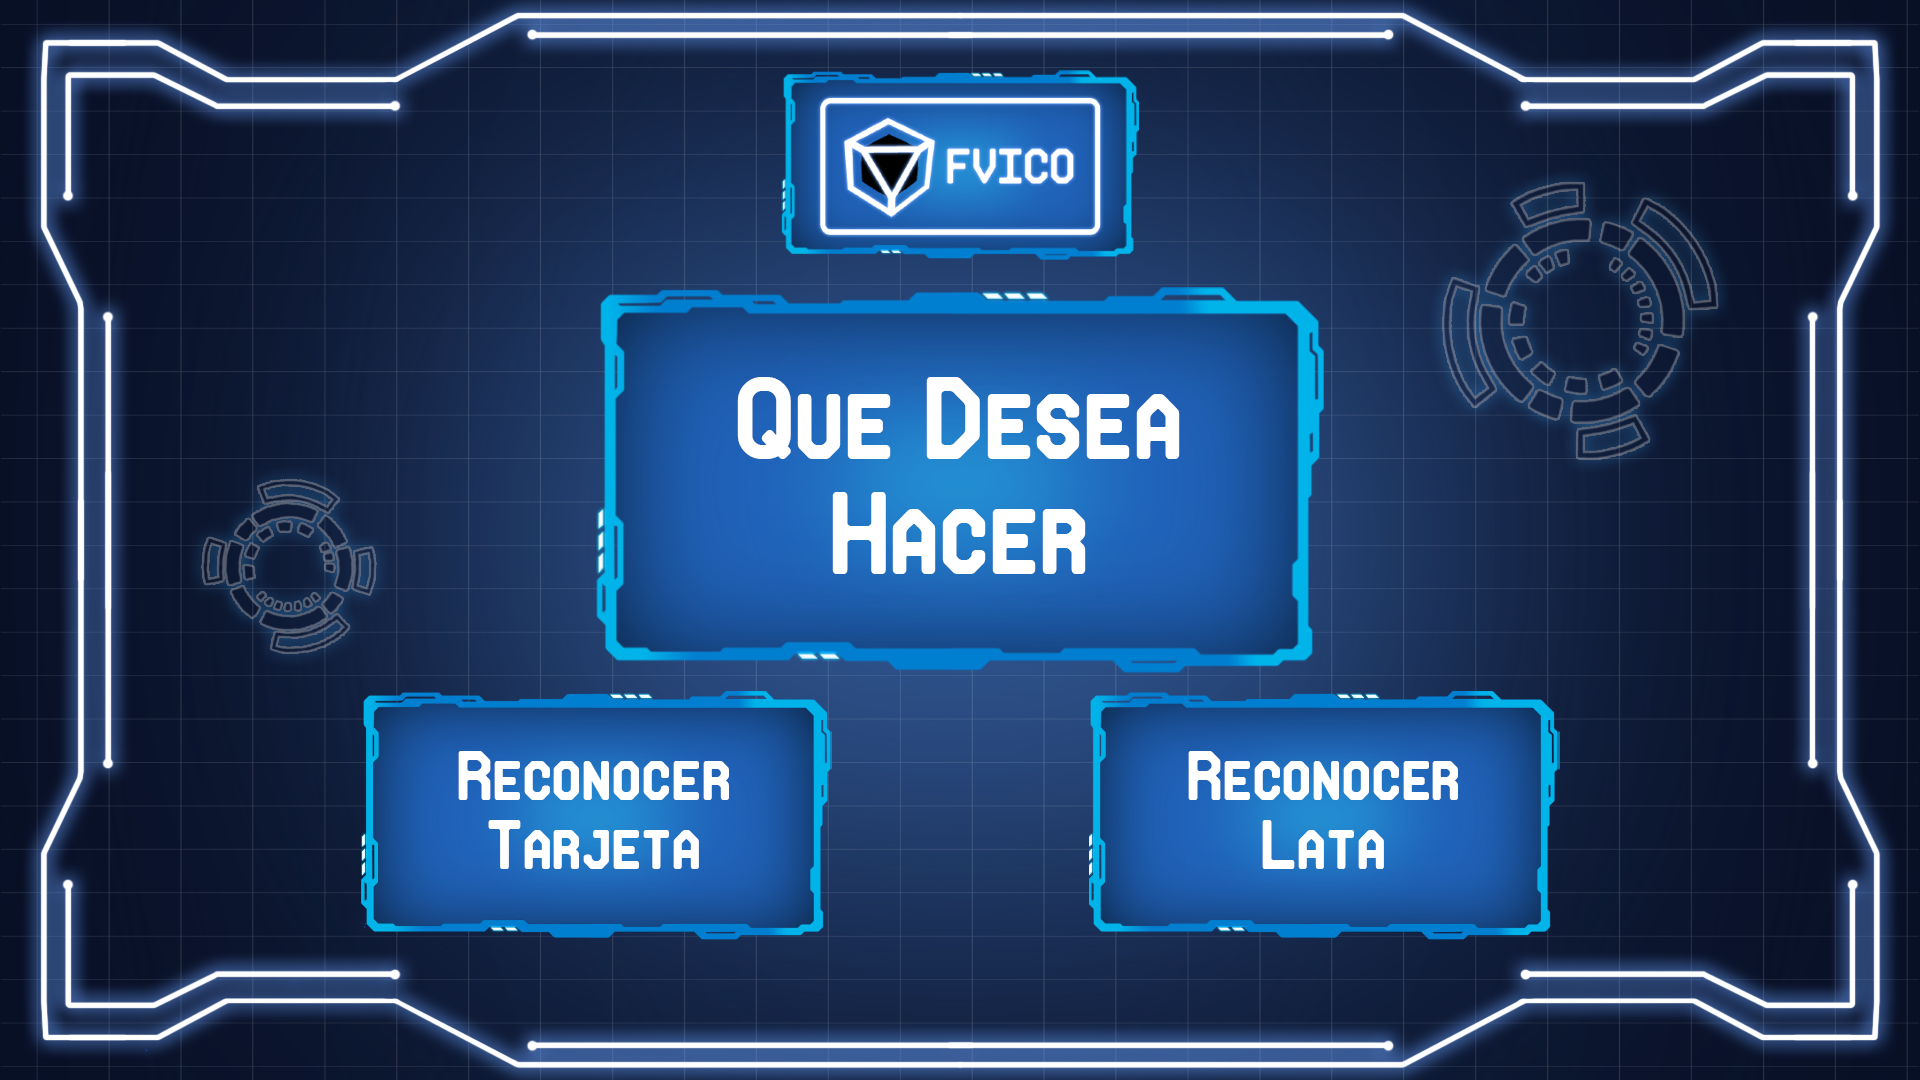 FVICO
Que Desea
Hacer
Reconocer
Tarjeta
Reconocer
Lata